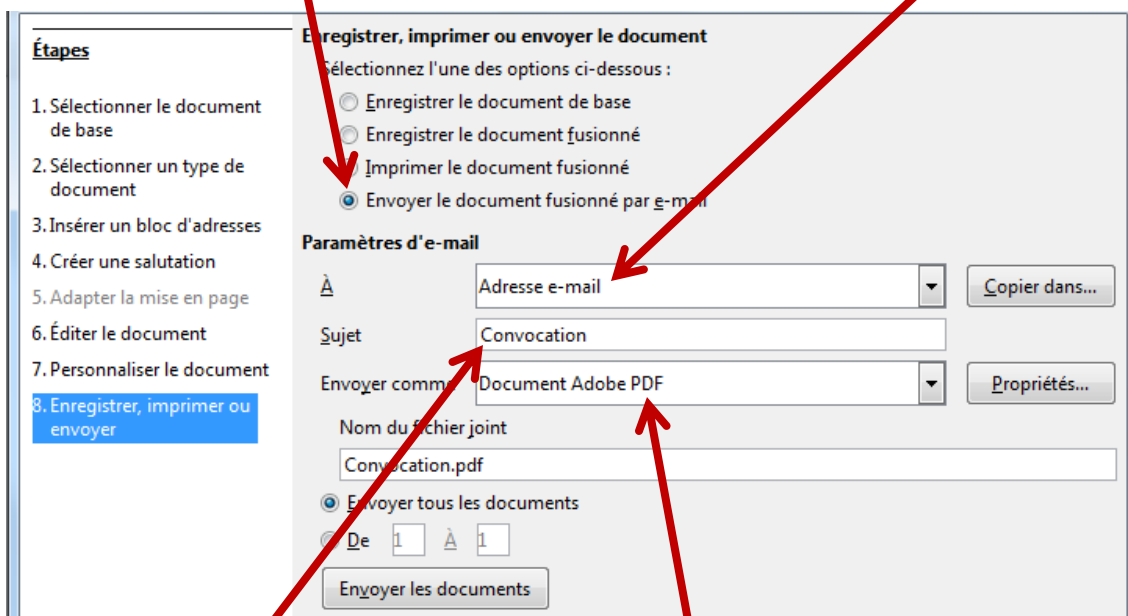 Étapes
1. Sélectionner le document
de base
2. Sélectionner un type de
document
3. Insérer un bloc d'adresses
4. Créer une salutation
5. Adapter la mise en page
6. Éditer le document
7. Personnaliser le document
8. Enregistrer, imprimer ou
envoyer
Enregistrer, imprimer ou envoyer le document
Sélectionnez l'une des options ci-dessous :
Enregistrer le document de base
Enregistrer le document fusionné
Imprimer le document fusionné
Envoyer le document fusionné par e-mail
Paramètres d'e-mail
À Adresse e-mail Copier dans...
Sujet Convocation
Envoyer comme Document Adobe PDF Propriétés...
Nom du fichier joint
Convocation.pdf
Envoyer tous les documents
De 1 À 1
Envoyer les documents